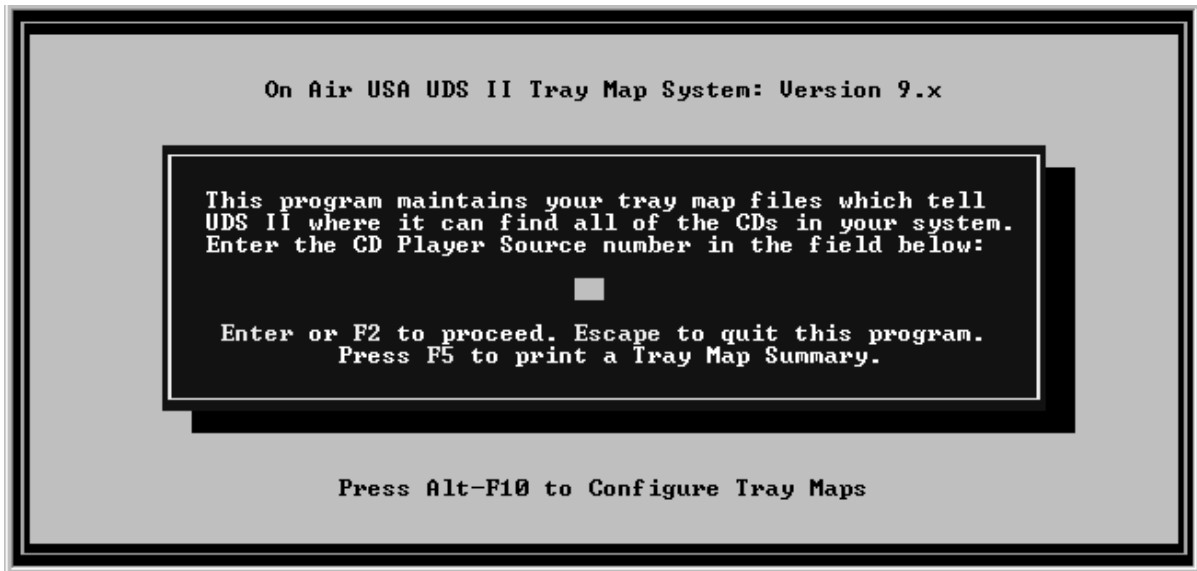 On Air USA UDS II Tray Map System: Version 9.x
This program maintains your tray map files which tell
UDS II where it can find all of the CDs in your system.
Enter the CD Player Source number in the field below:
Enter or F2 to proceed. Escape to quit this program.
Press F5 to print a Tray Map Summary.
Press Alt-F10 to Configure Tray Maps